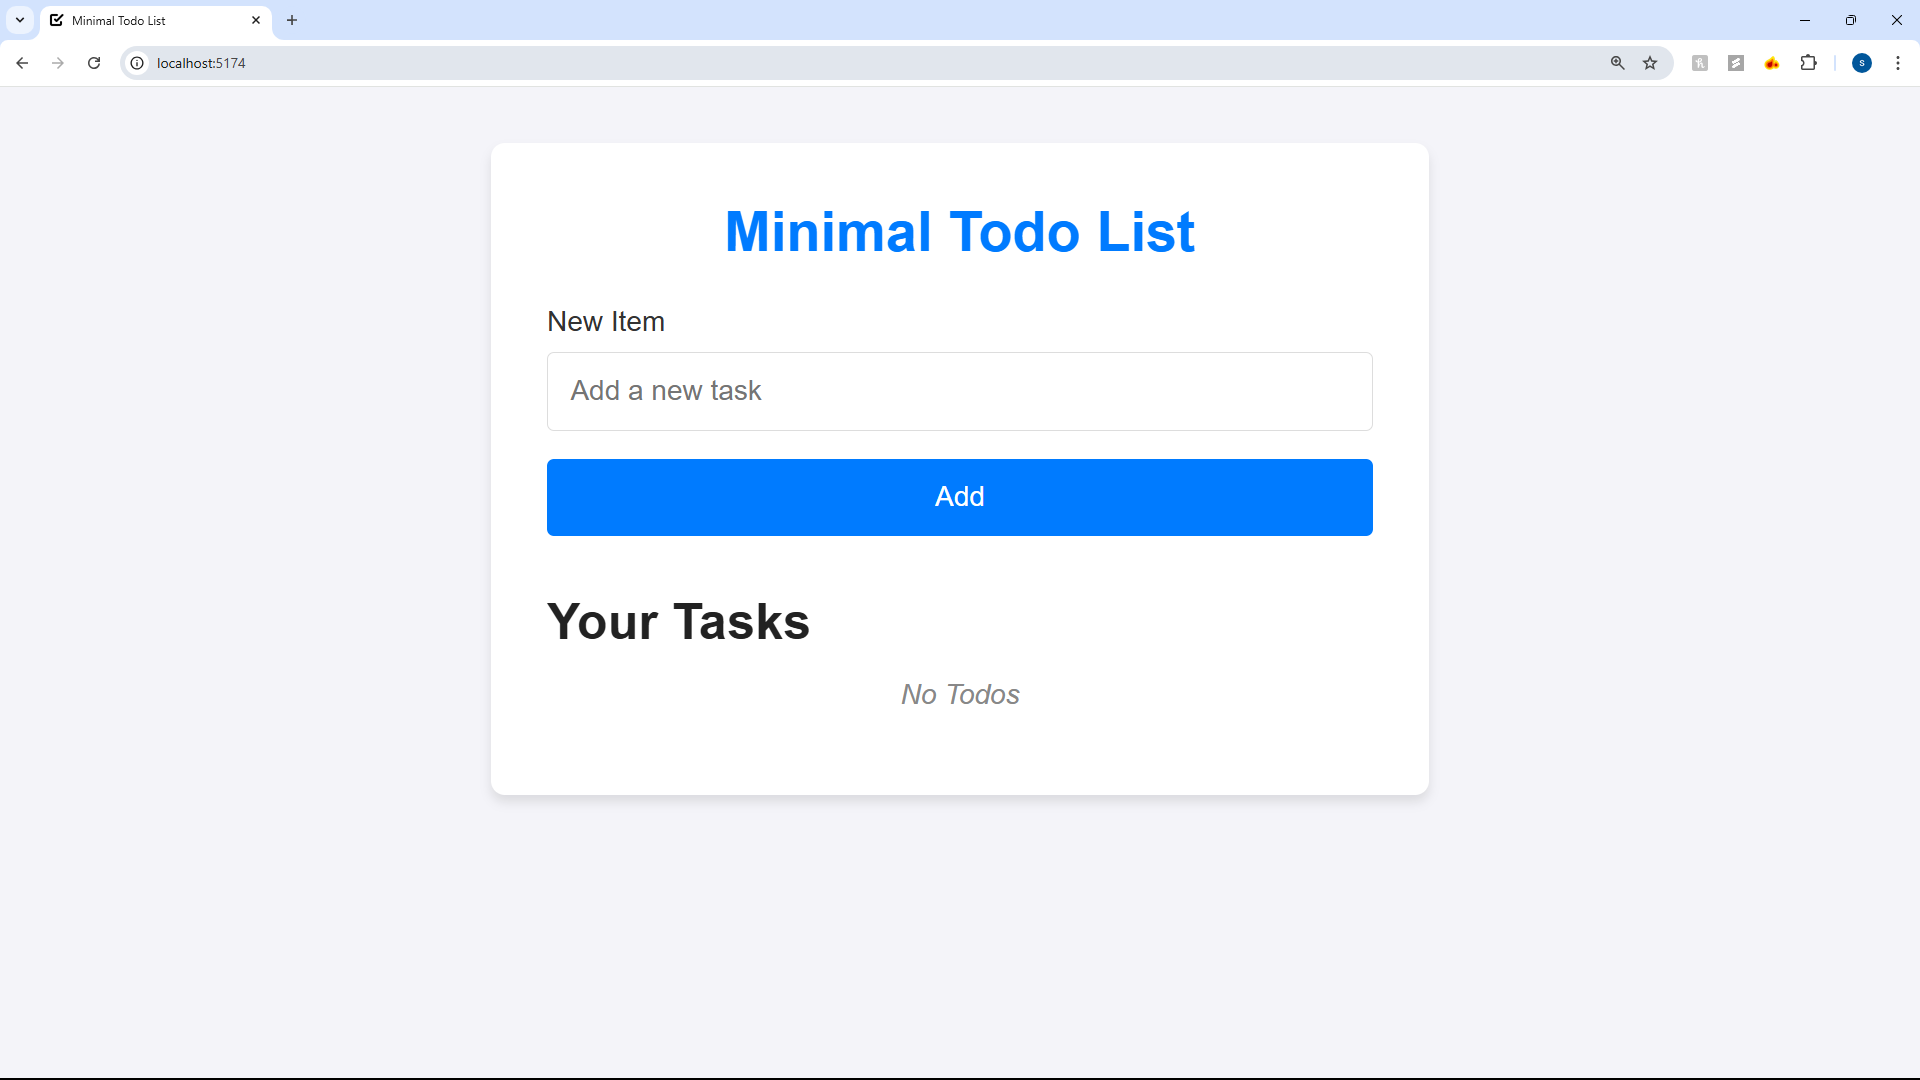 Minimal Todo List
localhost:5174
S
Minimal Todo List
New Item
Add a new task
Add
Your Tasks
No Todos